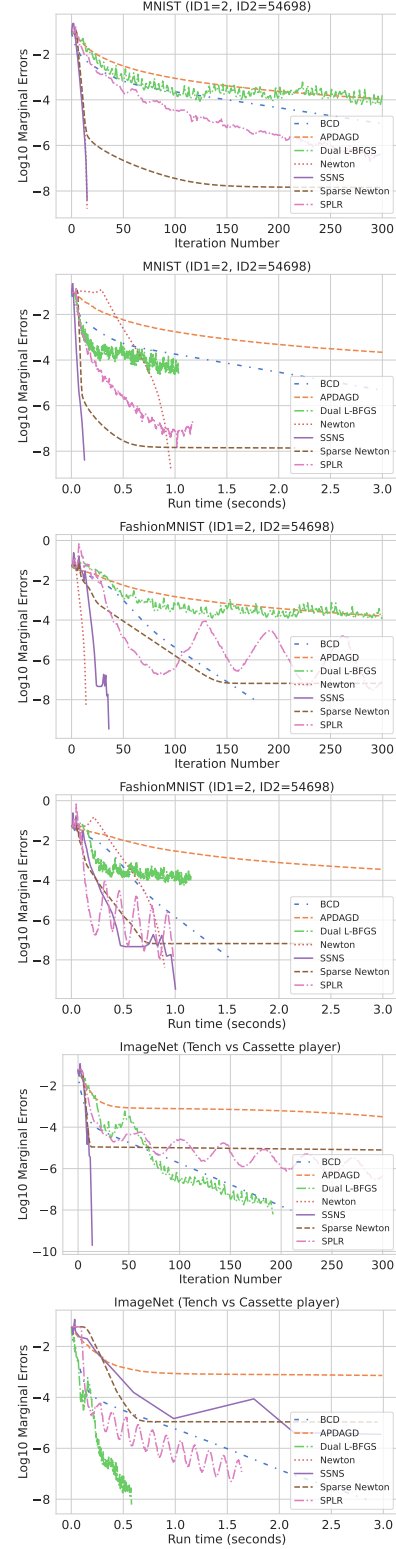 MNIST (ID1=2, ID2=54698)
Log10 Marginal Errors
−2
−4
−6
−8
BCD
APDAGD
Dual L-BFGS
Newton
SSNS
Sparse Newton
SPLR
0 50 100 150 200 250 300
Iteration Number
MNIST (ID1=2, ID2=54698)
Log10 Marginal Errors
−2
−4
−6
−8
BCD
APDAGD
Dual L-BFGS
Newton
SSNS
Sparse Newton
SPLR
0.0 0.5 1.0 1.5 2.0 2.5 3.0
Run time (seconds)
FashionMNIST (ID1=2, ID2=54698)
Log10 Marginal Errors
0
−2
−4
−6
−8
BCD
APDAGD
Dual L-BFGS
Newton
SSNS
Sparse Newton
SPLR
0 50 100 150 200 250 300
Iteration Number
FashionMNIST (ID1=2, ID2=54698)
Log10 Marginal Errors
0
−2
−4
−6
−8
BCD
APDAGD
Dual L-BFGS
Newton
SSNS
Sparse Newton
SPLR
0.0 0.5 1.0 1.5 2.0 2.5 3.0
Run time (seconds)
ImageNet (Tench vs Cassette player)
Log10 Marginal Errors
−2
−4
−6
−8
−10
BCD
APDAGD
Dual L-BFGS
Newton
SSNS
Sparse Newton
SPLR
0 50 100 150 200 250 300
Iteration Number
ImageNet (Tench vs Cassette player)
Log10 Marginal Errors
−2
−4
−6
−8
BCD
APDAGD
Dual L-BFGS
Newton
SSNS
Sparse Newton
SPLR
0.0 0.5 1.0 1.5 2.0 2.5 3.0
Run time (seconds)